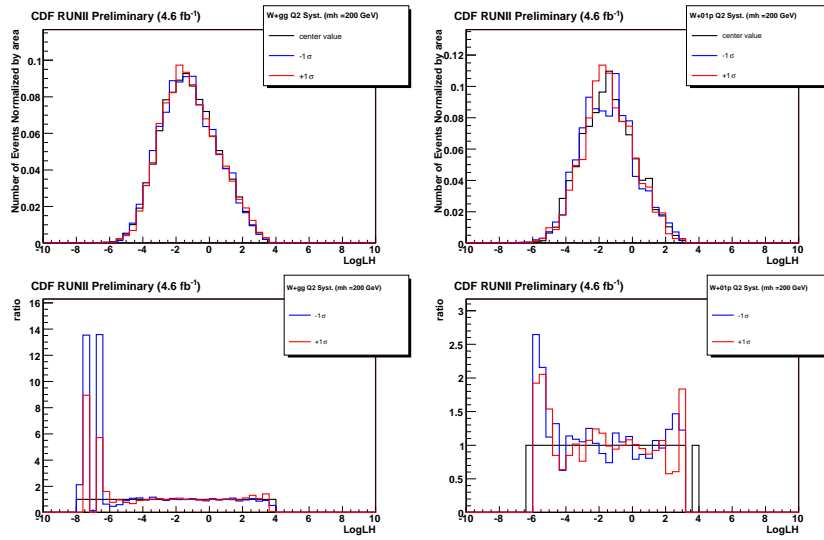 CDF RUNII Preliminary (4.6 fb-1)
W+gg Q2 Syst. (mh =200 GeV)
center value
-1 σ
+1 σ
Number of Events Normalized by area
0.1
0.08
0.06
0.04
0.02
0
-10 -8 -6 -4 -2 0 2 4 6 8 10
LogLH
CDF RUNII Preliminary (4.6 fb-1)
W+01p Q2 Syst. (mh =200 GeV)
center value
-1 σ
+1 σ
Number of Events Normalized by area
0.12
0.1
0.08
0.06
0.04
0.02
0
-10 -8 -6 -4 -2 0 2 4 6 8 10
LogLH
CDF RUNII Preliminary (4.6 fb-1)
W+gg Q2 Syst. (mh =200 GeV)
-1 σ
+1 σ
ratio
16
14
12
10
8
6
4
2
0
-10 -8 -6 -4 -2 0 2 4 6 8 10
LogLH
CDF RUNII Preliminary (4.6 fb-1)
W+01p Q2 Syst. (mh =200 GeV)
-1 σ
+1 σ
ratio
3
2.5
2
1.5
1
0.5
0
-10 -8 -6 -4 -2 0 2 4 6 8 10
LogLH